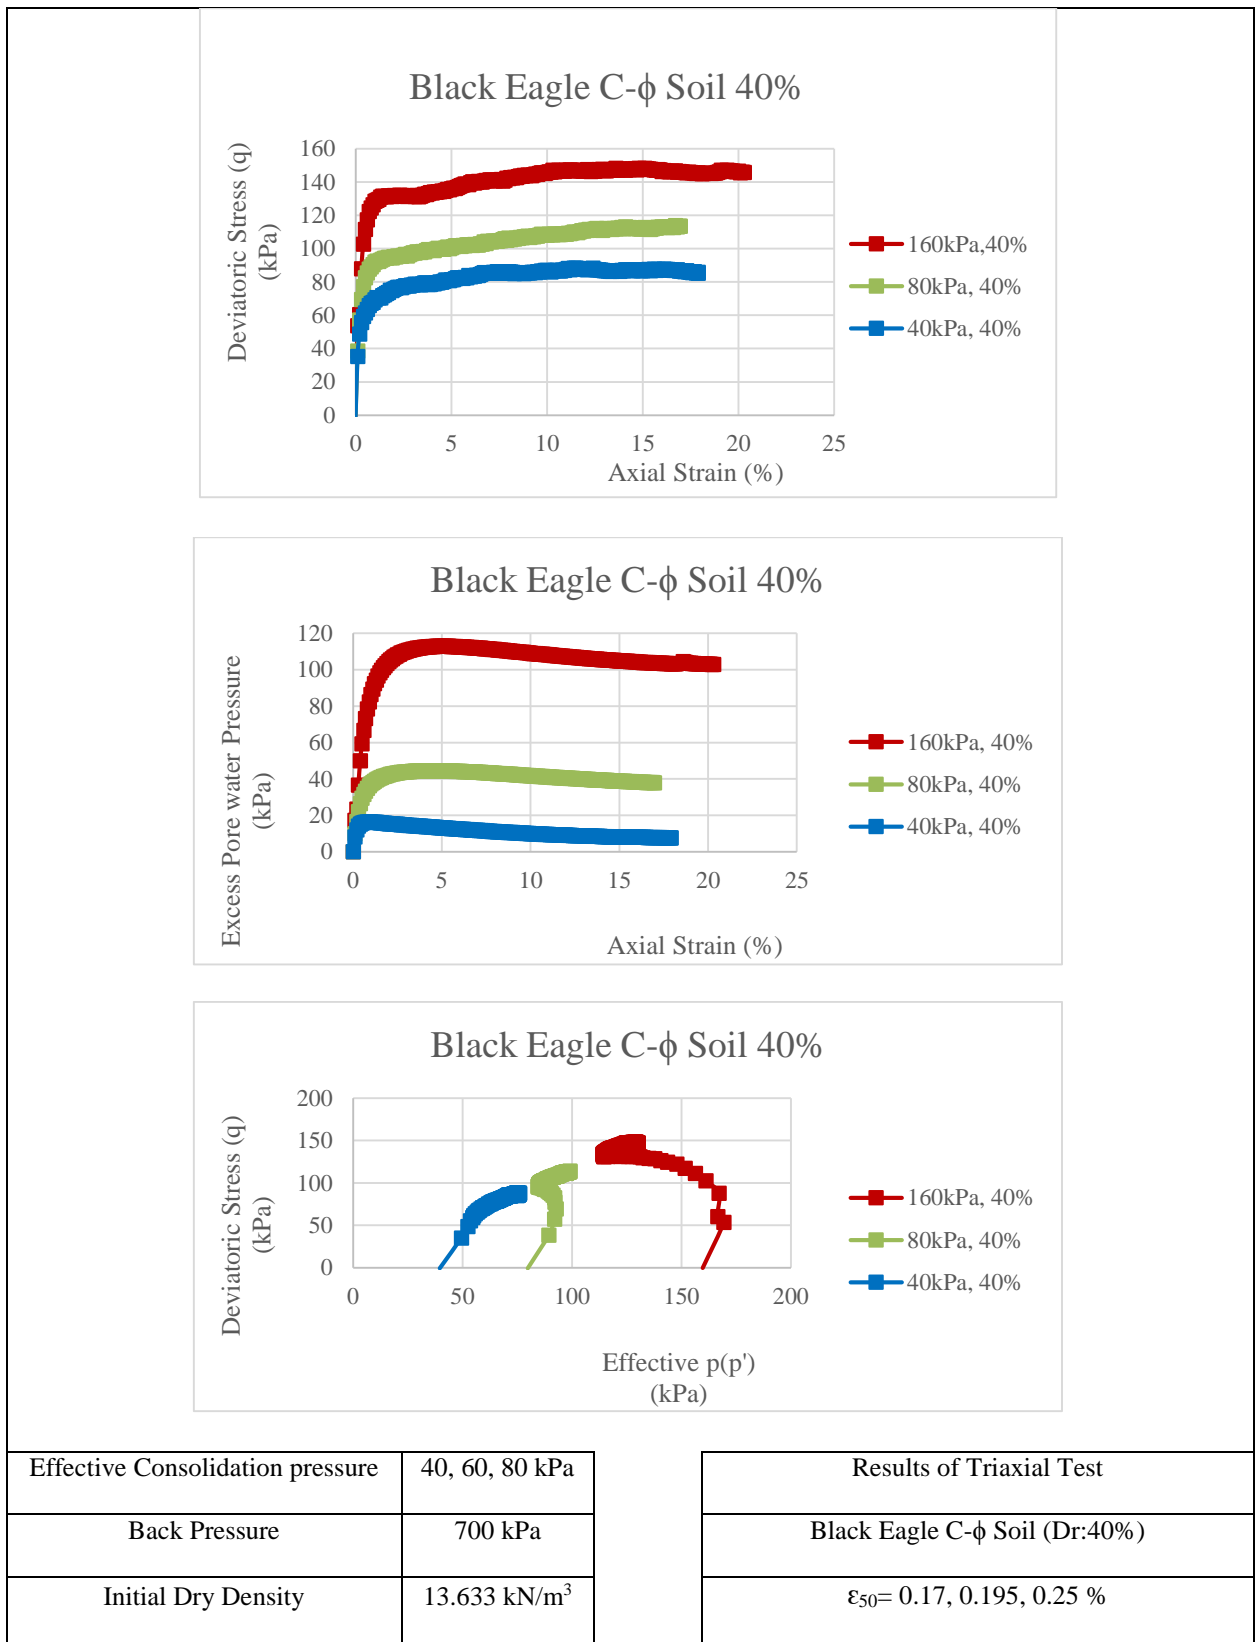 Black Eagle C-ϕ Soil 40%
Deviatoric Stress (q)
(kPa)
160
140
120
100
80
60
40
20
0
0 5 10 15 20 25
Axial Strain (%)
160kPa,40%
80kPa, 40%
40kPa, 40%
Black Eagle C-ϕ Soil 40%
Excess Pore water Pressure
(kPa)
120
100
80
60
40
20
0
0 5 10 15 20 25
Axial Strain (%)
160kPa, 40%
80kPa, 40%
40kPa, 40%
Black Eagle C-ϕ Soil 40%
Deviatoric Stress (q)
(kPa)
200
150
100
50
0
0 50 100 150 200
Effective p(p')
(kPa)
160kPa, 40%
80kPa, 40%
40kPa, 40%
Effective Consolidation pressure 40, 60, 80 kPa Results of Triaxial Test
Back Pressure 700 kPa Black Eagle C-ϕ Soil (Dr:40%)
Initial Dry Density 13.633 kN/m³ ε₅₀= 0.17, 0.195, 0.25 %